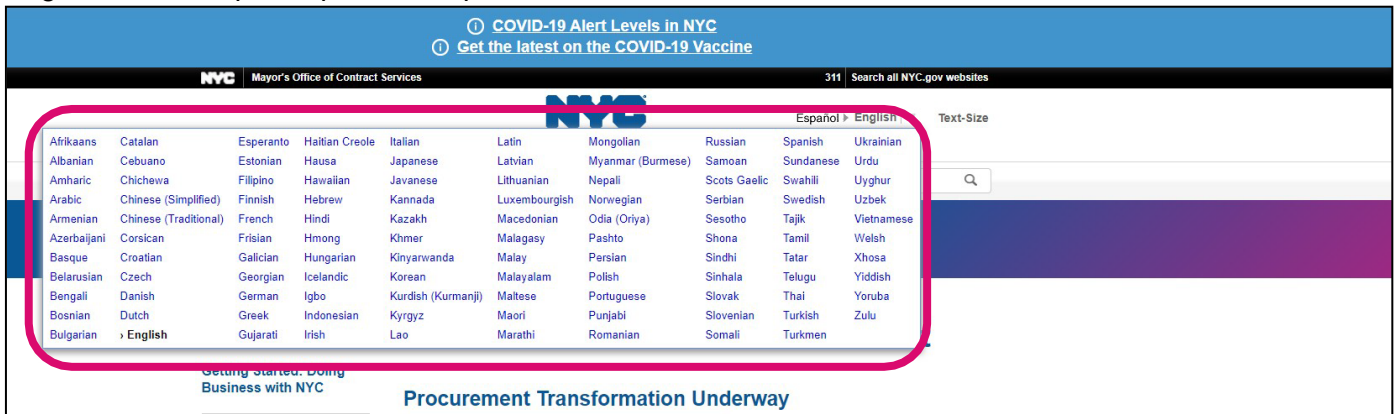 COVID-19 Alert Levels in NYC
Get the latest on the COVID-19 Vaccine
NYC Mayor's Office of Contract Services 311 Search all NYC.gov websites
NYC
Español ▸ English Text-Size
Afrikaans Catalan Esperanto Haitian Creole Italian Latin Mongolian Russian Spanish Ukrainian
Albanian Cebuano Estonian Hausa Japanese Latvian Myanmar (Burmese) Samoan Sundanese Urdu
Amharic Chichewa Filipino Hawaiian Javanese Lithuanian Nepali Scots Gaelic Swahili Uyghur
Arabic Chinese (Simplified) Finnish Hebrew Kannada Luxembourgish Norwegian Serbian Swedish Uzbek
Armenian Chinese (Traditional) French Hindi Kazakh Macedonian Odia (Oriya) Sesotho Tajik Vietnamese
Azerbaijani Corsican Frisian Hmong Khmer Malagasy Pashto Shona Tamil Welsh
Basque Croatian Galician Hungarian Kinyarwanda Malay Persian Sindhi Tatar Xhosa
Belarusian Czech Georgian Icelandic Korean Malayalam Polish Sinhala Telugu Yiddish
Bengali Danish German Igbo Kurdish (Kurmanji) Maltese Portuguese Slovak Thai Yoruba
Bosnian Dutch Greek Indonesian Kyrgyz Maori Punjabi Slovenian Turkish Zulu
Bulgarian › English Gujarati Irish Lao Marathi Romanian Somali Turkmen
Getting Started: Doing
Business with NYC
Procurement Transformation Underway